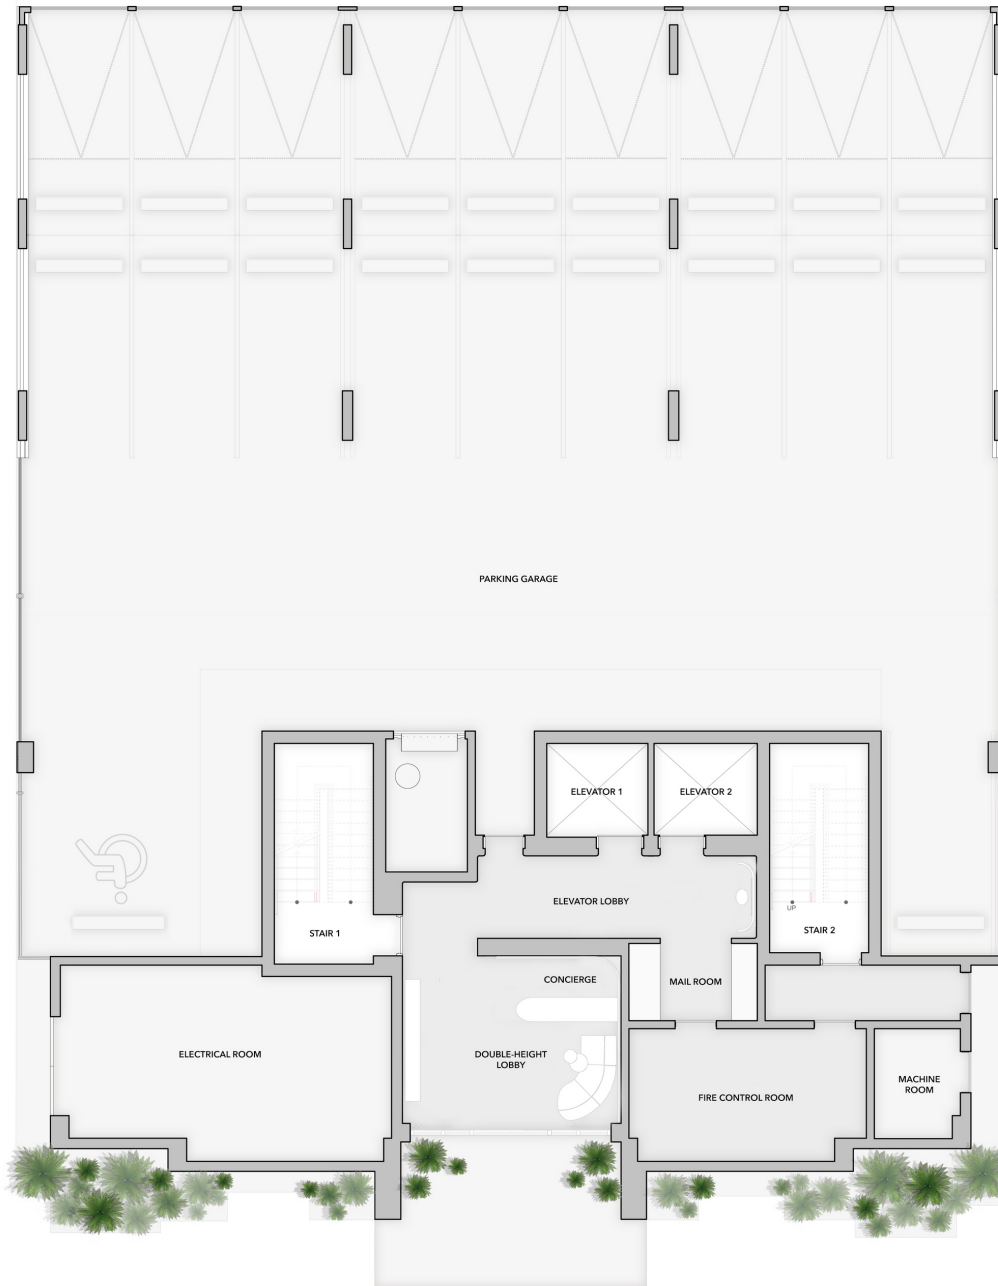 PARKING GARAGE
ELEVATOR 1
ELEVATOR 2
ELEVATOR LOBBY
UP
STAIR 1
STAIR 2
CONCIERGE
MAIL ROOM
ELECTRICAL ROOM
DOUBLE-HEIGHT
LOBBY
MACHINE
ROOM
FIRE CONTROL ROOM